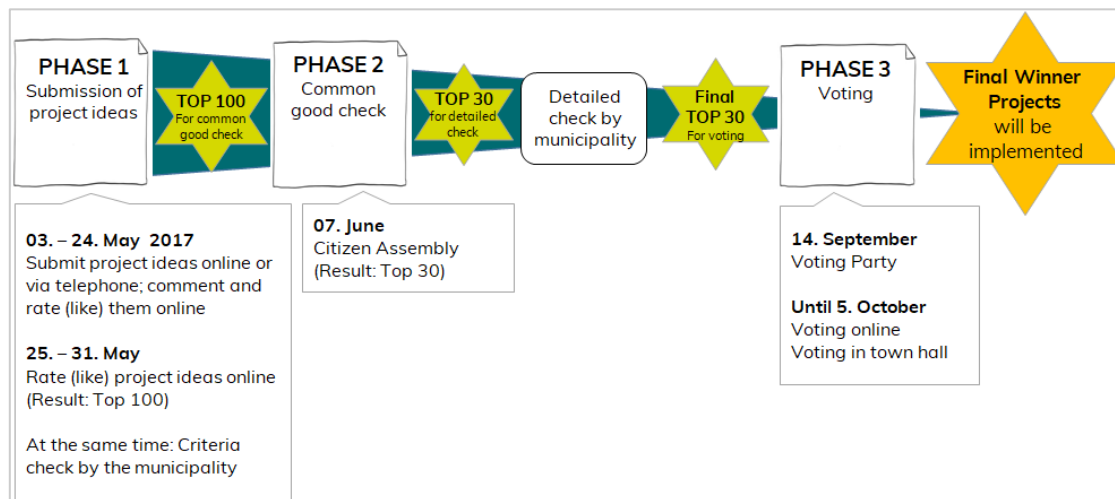 PHASE 1
Submission of
project ideas
TOP 100
For common
good check
PHASE 2
Common
good check
TOP 30
for detailed
check
Detailed
check by
municipality
Final
TOP 30
For voting
PHASE 3
Voting
Final Winner
Projects
will be
implemented
03. – 24. May  2017
Submit project ideas online or
via telephone; comment and
rate (like) them online
25. – 31. May
Rate (like) project ideas online
(Result: Top 100)
At the same time: Criteria
check by the municipality
07. June
Citizen Assembly
(Result: Top 30)
14. September
Voting Party
Until 5. October
Voting online
Voting in town hall